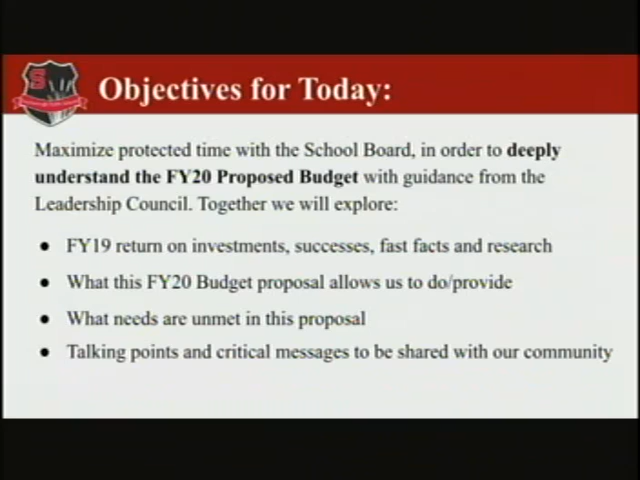 S
Objectives for Today:
Maximize protected time with the School Board, in order to deeply
understand the FY20 Proposed Budget with guidance from the
Leadership Council. Together we will explore:
● FY19 return on investments, successes, fast facts and research
● What this FY20 Budget proposal allows us to do/provide
● What needs are unmet in this proposal
● Talking points and critical messages to be shared with our community